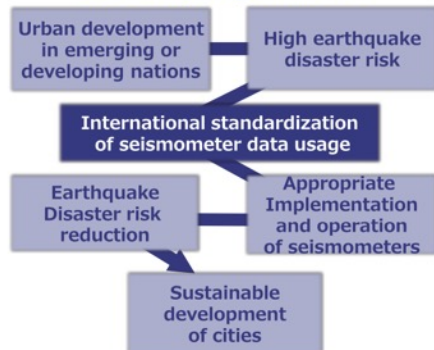 Urban development
in emerging or
developing nations
High earthquake
disaster risk
International standardization
of seismometer data usage
Earthquake
Disaster risk
reduction
Appropriate
Implementation
and operation
of seismometers
Sustainable
development
of cities